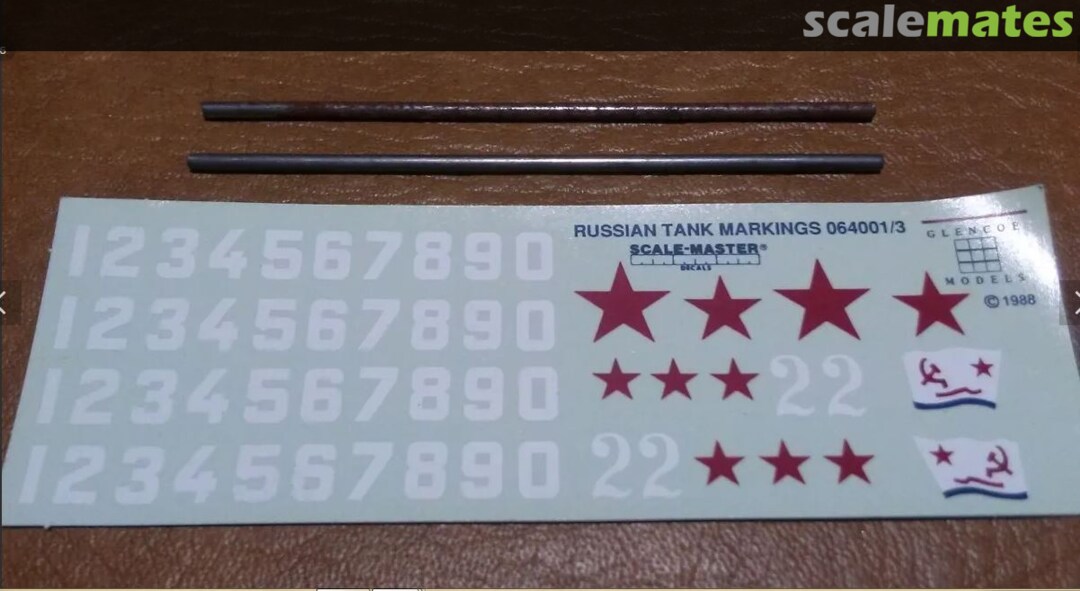 scalemates
RUSSIAN TANK MARKINGS 064001/3
SCALE-MASTER®
DECALS
GLENCOE
MODELS
©1988
1234567890
1234567890
1234567890
22
1234567890
22